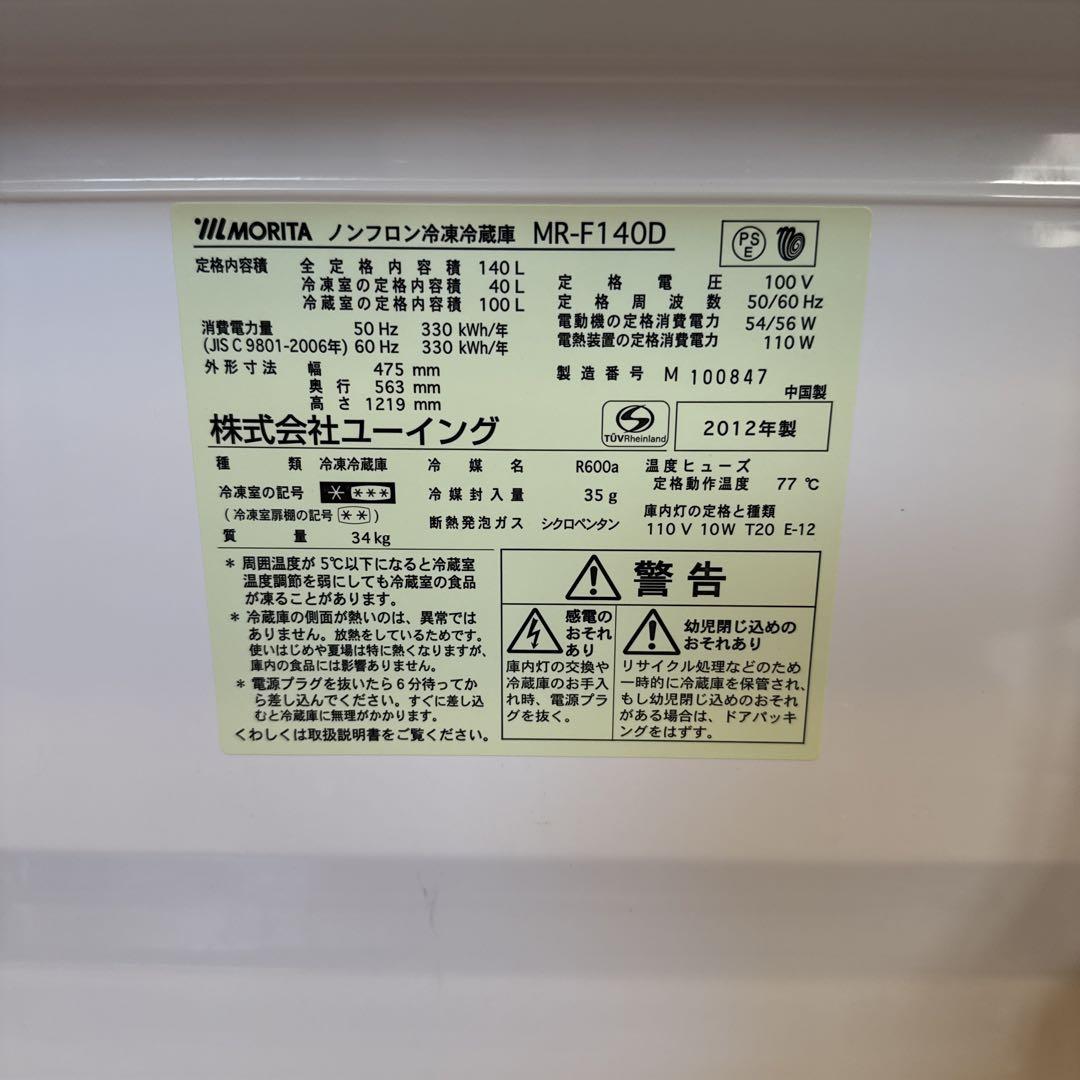 MORITA ノンフロン冷凍冷蔵庫 MR-F140D
PSE
定格内容積 全定格内容積 140 L
冷凍室の定格内容積 40 L
冷蔵室の定格内容積 100 L
消費電力量 50 Hz 330 kWh/年
(JIS C 9801-2006年) 60 Hz 330 kWh/年
外形寸法 幅 475 mm
奥行 563 mm
高さ 1219 mm
定格電圧 100 V
定格周波数 50/60 Hz
電動機の定格消費電力 54/56 W
電熱装置の定格消費電力 110 W
製造番号 M 100847
中国製
株式会社ユーイング
TÜVRheinland
2012年製
種類 冷凍冷蔵庫
冷凍室の記号 * ***
(冷凍室扉棚の記号 **)
質量 34 kg
冷媒名 R600a
冷媒封入量 35 g
断熱発泡ガス シクロペンタン
温度ヒューズ
定格動作温度 77 ℃
庫内灯の定格と種類
110 V 10W T20 E-12
* 周囲温度が5℃以下になると冷蔵室
温度調節を弱にしても冷蔵室の食品
が凍ることがあります。
* 冷蔵庫の側面が熱いのは、異常では
ありません。放熱をしているためです。
使いはじめや夏場は特に熱くなりますが、
庫内の食品には影響ありません。
* 電源プラグを抜いたら6分待ってか
ら差し込んでください。すぐに差し込
むと冷蔵庫に無理がかかります。
くわしくは取扱説明書をご覧ください。
警告
感電の
おそれ
あり
庫内灯の交換や
冷蔵庫のお手入
れ時、電源プラ
グを抜く。
幼児閉じ込めの
おそれあり
リサイクル処理などのため
一時的に冷蔵庫を保管され、
もし幼児閉じ込めのおそれ
がある場合は、ドアパッキ
ングをはずす。